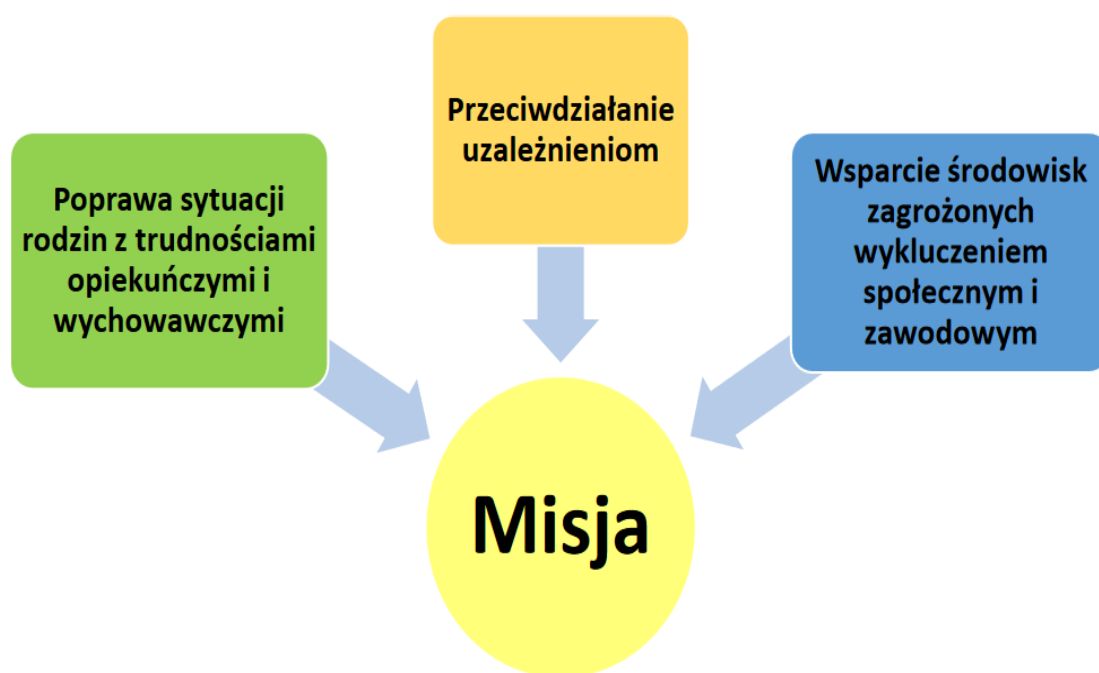 Przeciwdziałanie
uzależnieniom
Poprawa sytuacji
rodzin z trudnościami
opiekuńczymi i
wychowawczymi
Wsparcie środowisk
zagrożonych
wykluczeniem
społecznym i
zawodowym
Misja